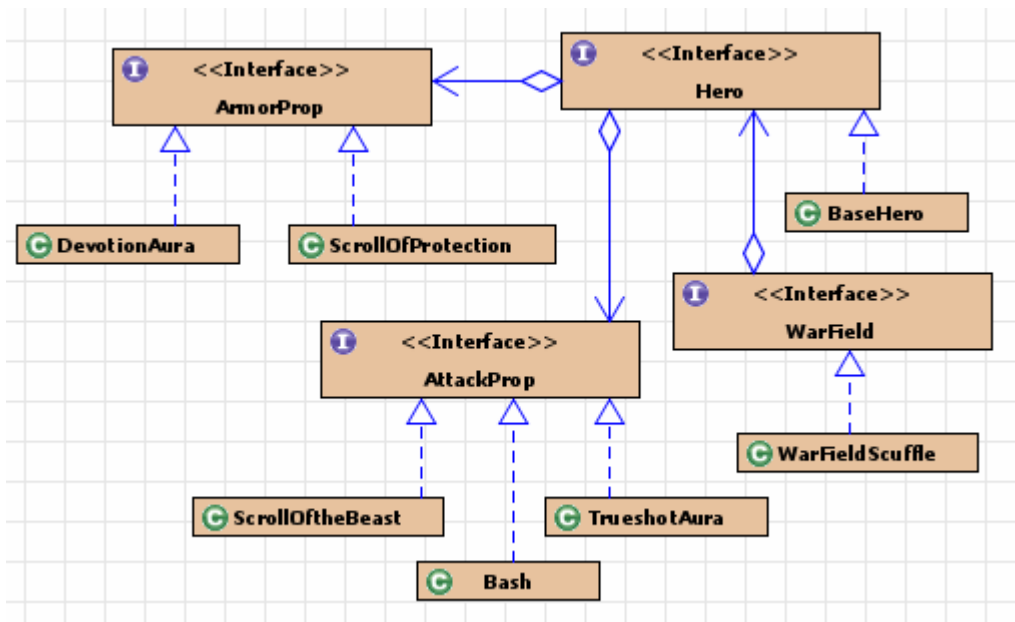 I
<<Interface>>
ArmorProp
I
<<Interface>>
Hero
C DevotionAura
C ScrollOfProtection
C BaseHero
I
<<Interface>>
WarField
I
<<Interface>>
AttackProp
C WarFieldScuffle
C ScrollOftheBeast
C TrueshotAura
C Bash